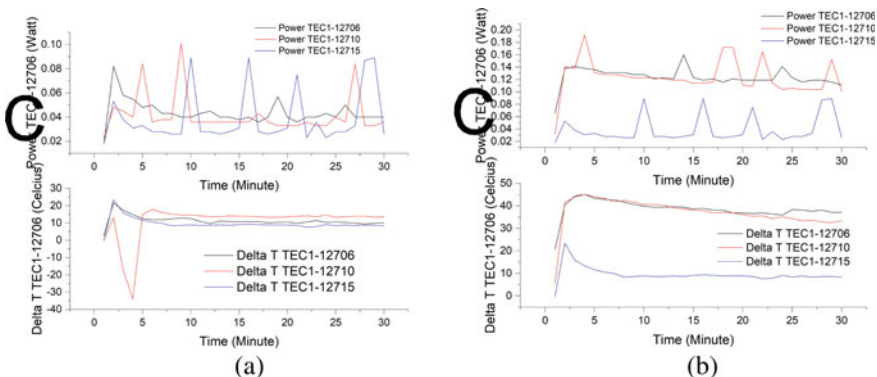 C
Power TEC1-12706 (Watt)
0.10
0.08
0.06
0.04
0.02
Power TEC1-12706
Power TEC1-12710
Power TEC1-12715
0 5 10 15 20 25 30
Time (Minute)
Delta T TEC1-12706 (Celcius)
30
20
10
0
-10
-20
-30
-40
Delta T TEC1-12706
Delta T TEC1-12710
Delta T TEC1-12715
0 5 10 15 20 25 30
Time (Minute)
(a)
C
Power TEC1-12706 (Watt)
0.20
0.18
0.16
0.14
0.12
0.10
0.08
0.06
0.04
0.02
Power TEC1-12706
Power TEC1-12710
Power TEC1-12715
0 5 10 15 20 25 30
Time (Minute)
Delta T TEC1-12706 (Celcius)
50
40
30
20
10
0
Delta T TEC1-12706
Delta T TEC1-12710
Delta T TEC1-12715
0 5 10 15 20 25 30
Time (Minute)
(b)